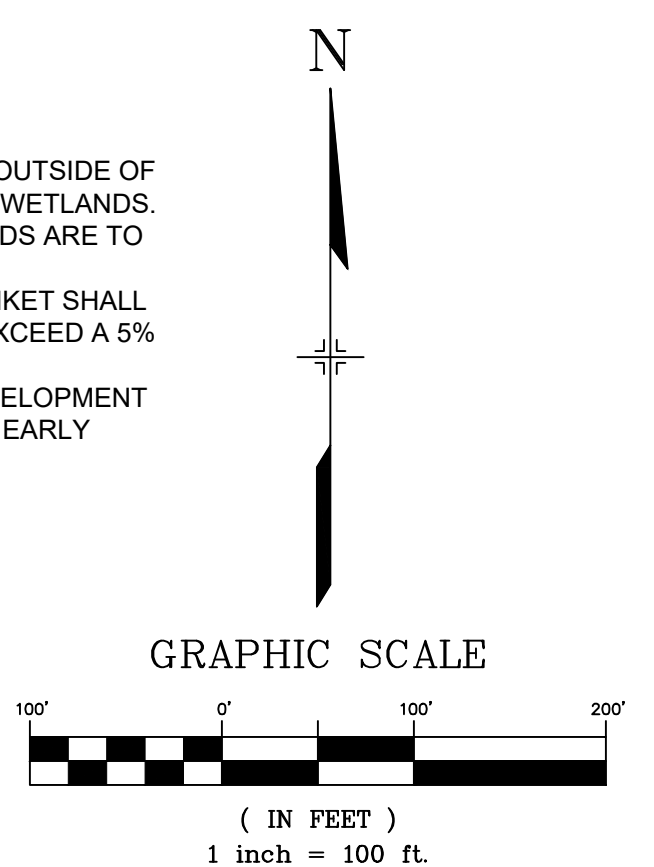 N
OUTSIDE OF
WETLANDS.
DS ARE TO
KET SHALL
XCEED A 5%
ELOPMENT
EARLY
GRAPHIC SCALE
100' 0' 100' 200'
( IN FEET )
1 inch = 100 ft.